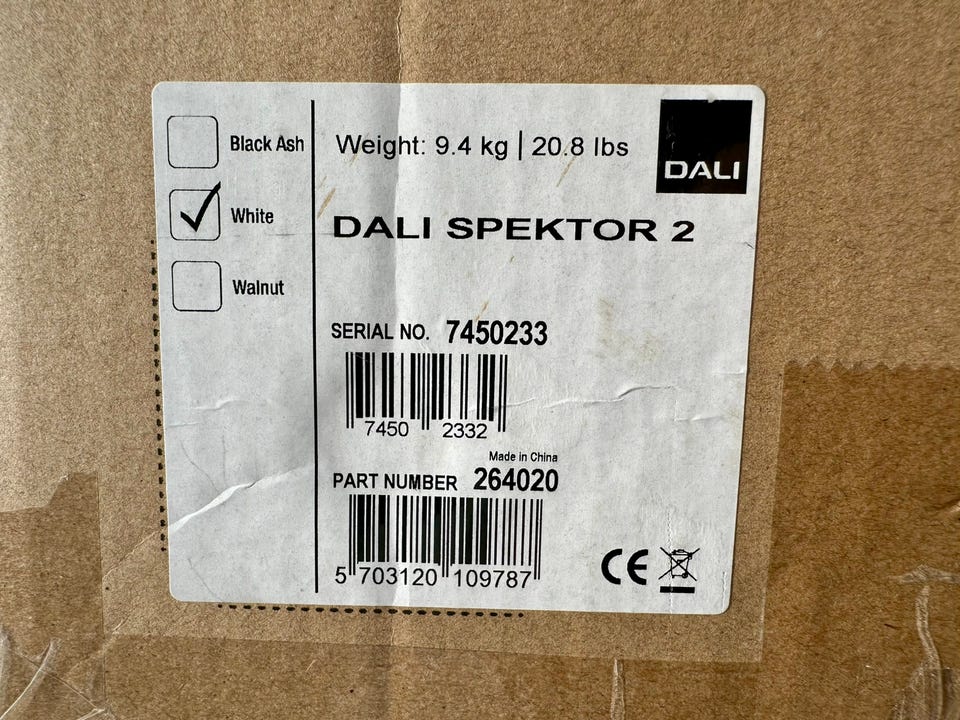 Black Ash
White
Walnut
Weight: 9.4 kg | 20.8 lbs
DALI
DALI SPEKTOR 2
SERIAL NO. 7450233
7450 2332
Made in China
PART NUMBER 264020
5 703120 109787
CE